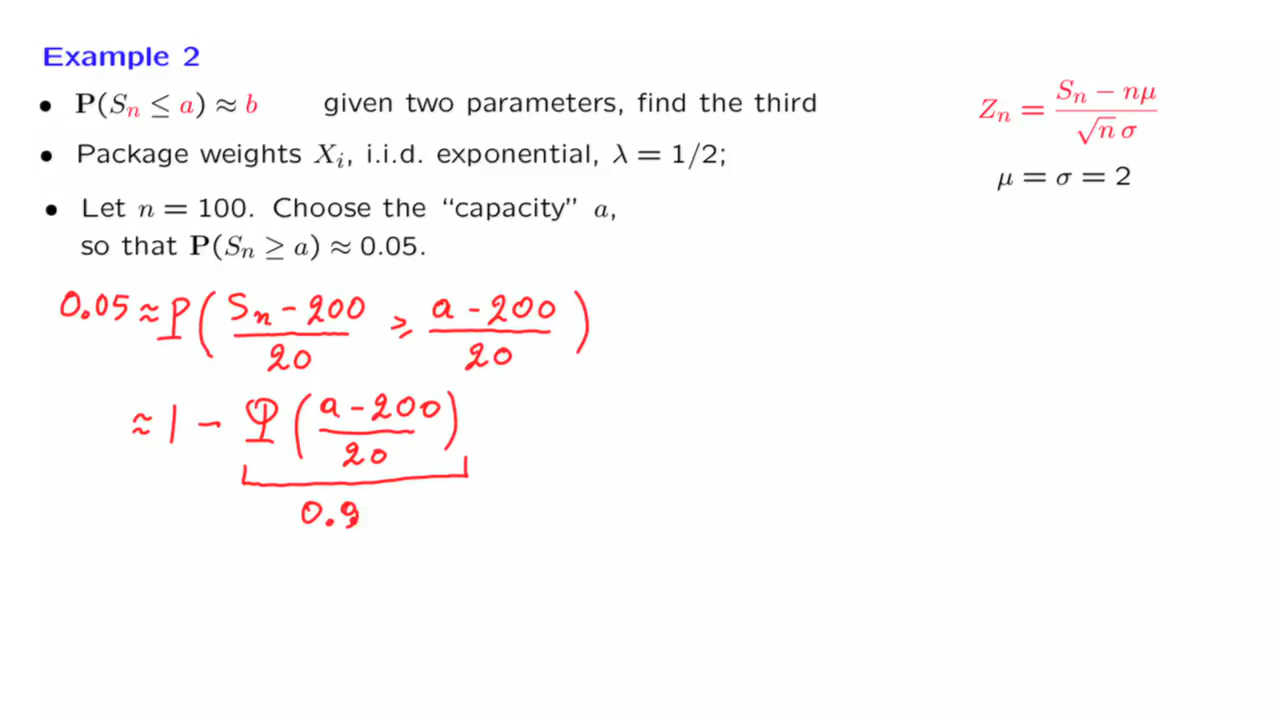 Example 2
• P(Sₙ ≤ a) ≈ b given two parameters, find the third
Zₙ = (Sₙ − nμ) / (√n σ)
• Package weights Xᵢ, i.i.d. exponential, λ = 1/2;
μ = σ = 2
• Let n = 100. Choose the “capacity” a,
so that P(Sₙ ≥ a) ≈ 0.05.
0.05 ≈ P( (Sₙ − 200) / 20 ≥ (a − 200) / 20 )
≈ 1 − Φ( (a − 200) / 20 )
0.9